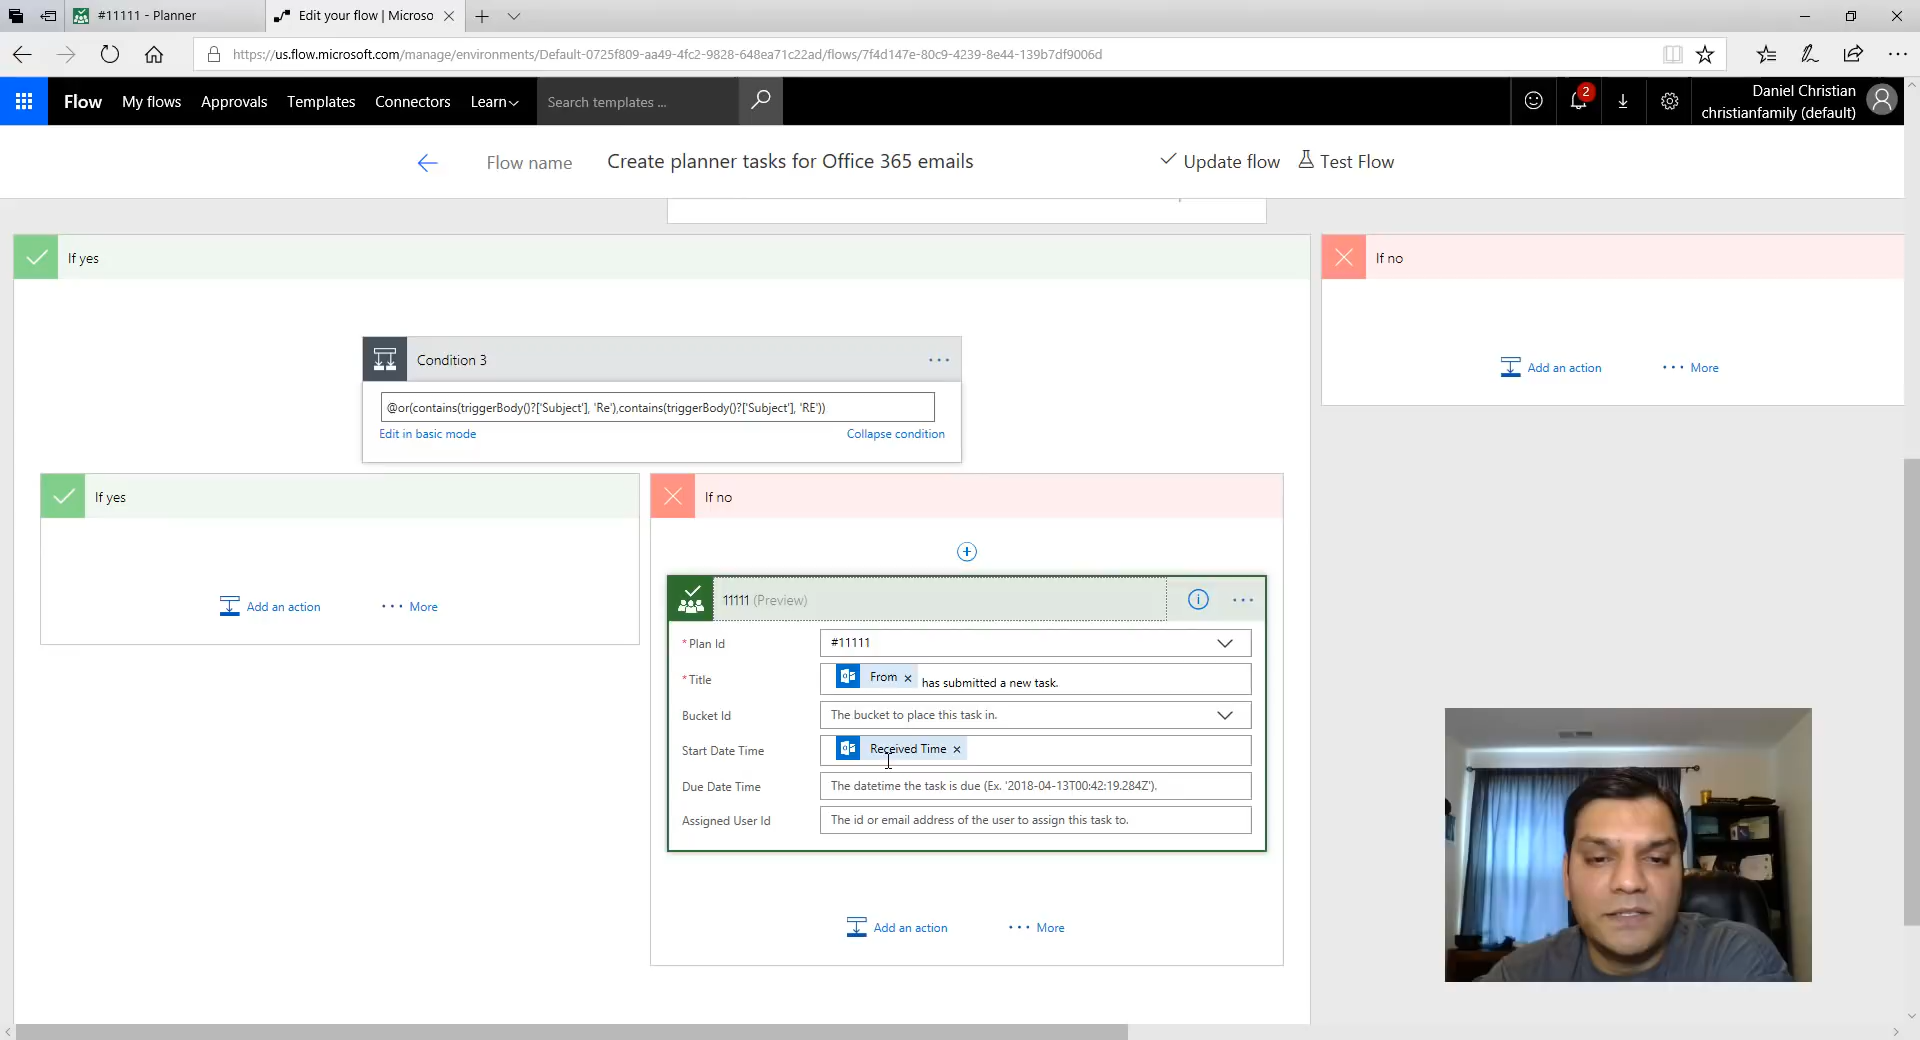 #11111 - Planner
Edit your flow | Microso
https://us.flow.microsoft.com/manage/environments/Default-0725f809-aa49-4fc2-9828-648ea71c22ad/flows/7f4d147e-80c9-4239-8e44-139b7df9006d
Flow
My flows
Approvals
Templates
Connectors
Learn
Search templates ...
2
Daniel Christian
christianfamily (default)
Flow name
Create planner tasks for Office 365 emails
Update flow
Test Flow
If yes
If no
Condition 3
@or(contains(triggerBody()?['Subject'], 'Re'),contains(triggerBody()?['Subject'], 'RE'))
Edit in basic mode
Collapse condition
Add an action
More
If yes
If no
Add an action
More
11111 (Preview)
*Plan Id
#11111
*Title
From × has submitted a new task.
Bucket Id
The bucket to place this task in.
Start Date Time
Received Time ×
Due Date Time
The datetime the task is due (Ex. '2018-04-13T00:42:19.284Z').
Assigned User Id
The id or email address of the user to assign this task to.
Add an action
More